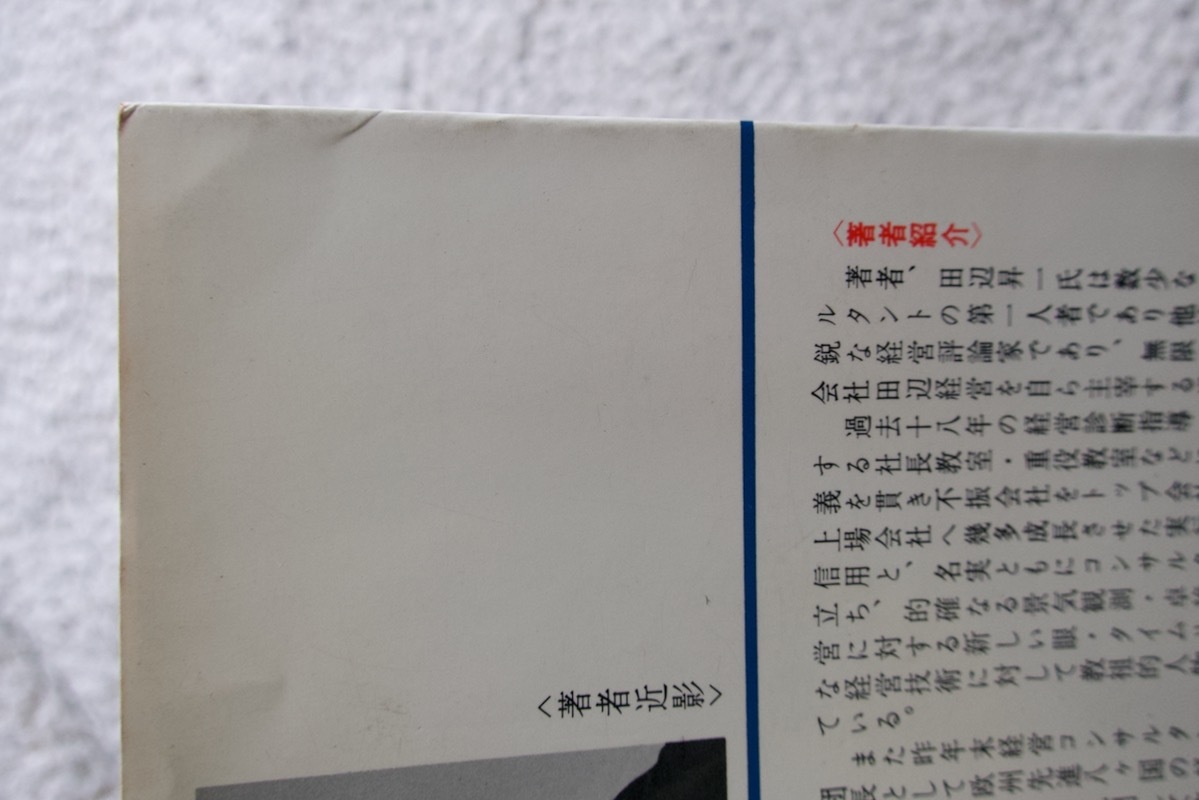 〈著者紹介〉
著者、田辺昇一氏は数少な
ルタントの第一人者であり他
鋭な経営評論家であり、無限
会社田辺経営を自ら主宰する
過去十八年の経営診断指導
する社長教室・重役教室など、
義を貫き不振会社をトップ会
上場会社へ幾多成長させた実
信用と、名実ともにコンサル
立ち、的確なる景気観測・卓
営に対する新しい眼・タイム
な経営技術に対して教祖的人
ている。
また昨年末経営コンサルタ
団長として欧州先進八ヶ国の
〈著者近影〉